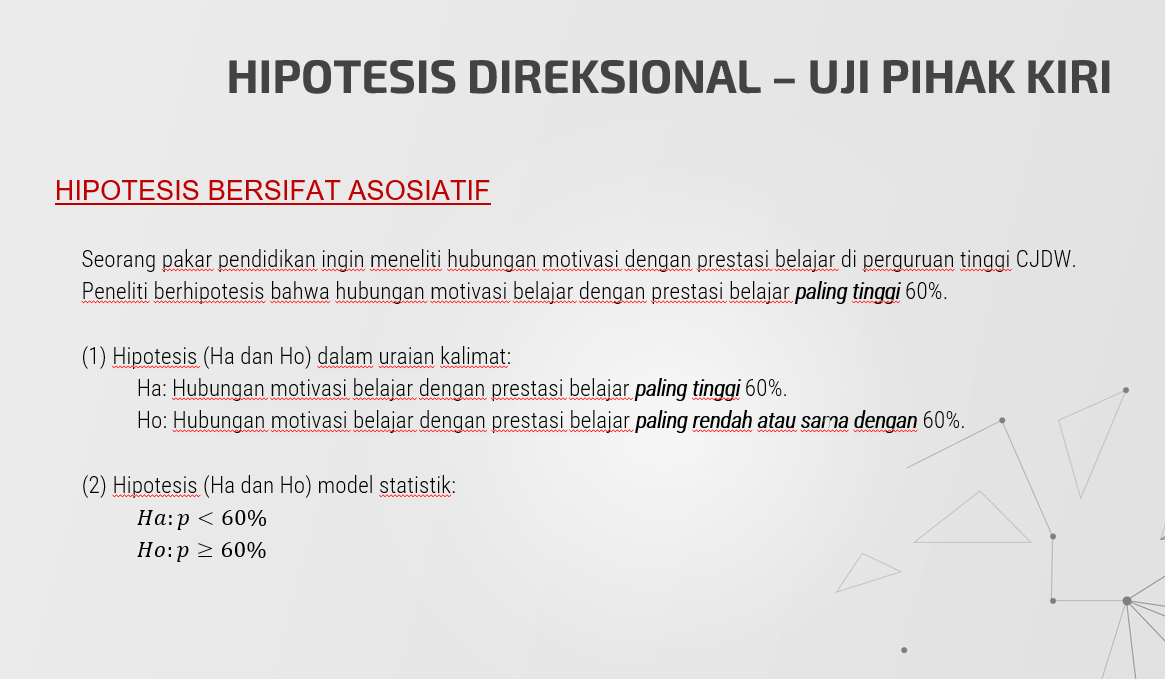 HIPOTESIS DIREKSIONAL – UJI PIHAK KIRI
HIPOTESIS BERSIFAT ASOSIATIF
Seorang pakar pendidikan ingin meneliti hubungan motivasi dengan prestasi belajar di perguruan tinggi CJDW.
Peneliti berhipotesis bahwa hubungan motivasi belajar dengan prestasi belajar paling tinggi 60%.
(1) Hipotesis (Ha dan Ho) dalam uraian kalimat:
Ha: Hubungan motivasi belajar dengan prestasi belajar paling tinggi 60%.
Ho: Hubungan motivasi belajar dengan prestasi belajar paling rendah atau sama dengan 60%.
(2) Hipotesis (Ha dan Ho) model statistik:
Ha: p < 60%
Ho: p ≥ 60%